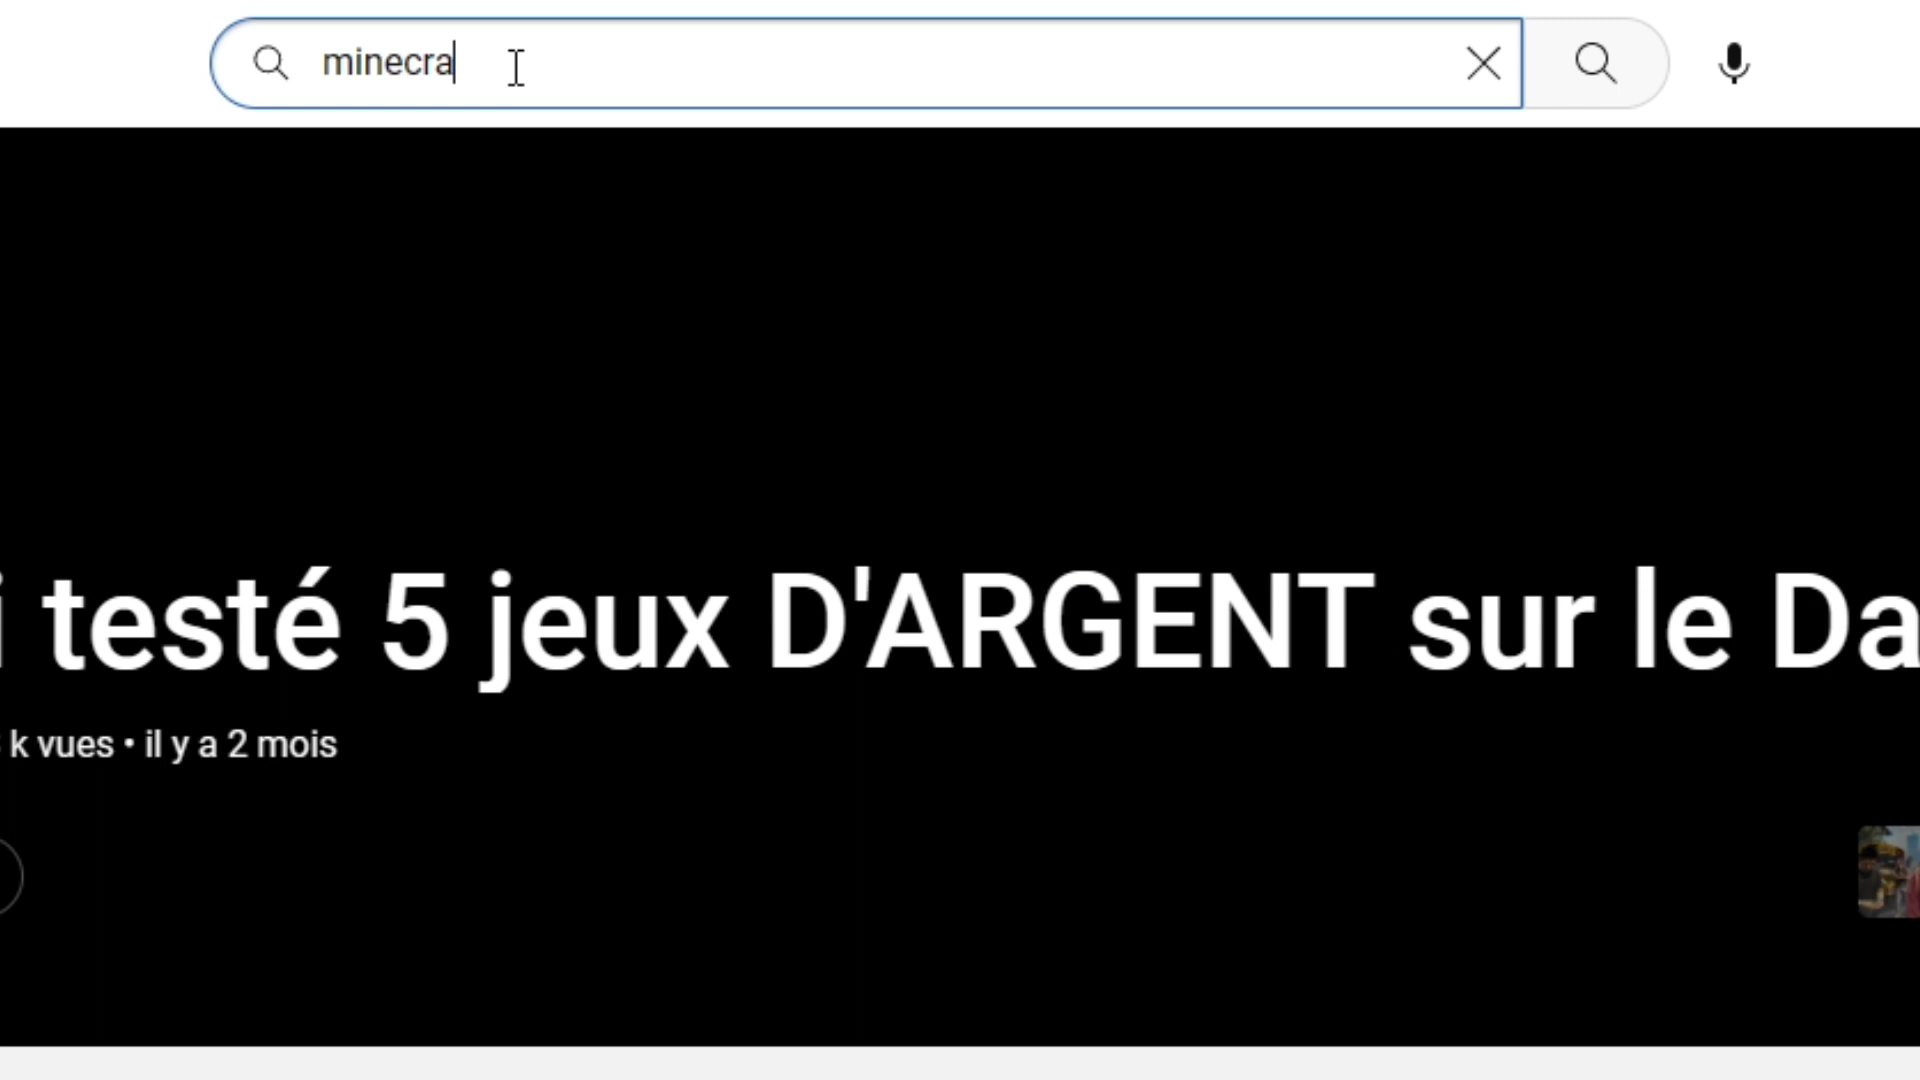 minecra
i testé 5 jeux D'ARGENT sur le Da
k vues • il y a 2 mois